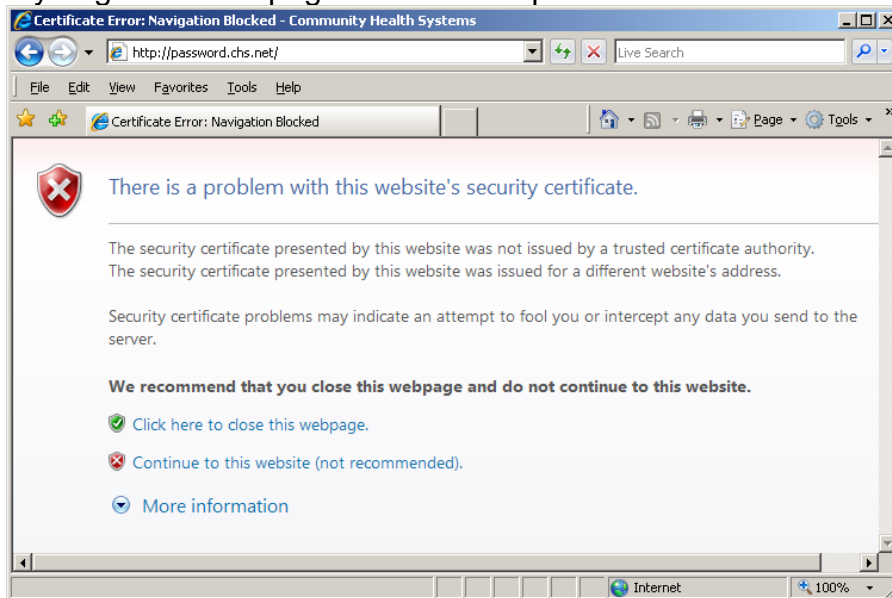 Certificate Error: Navigation Blocked - Community Health Systems
http://password.chs.net/
Live Search
File Edit View Favorites Tools Help
Certificate Error: Navigation Blocked
Page Tools
There is a problem with this website's security certificate.
The security certificate presented by this website was not issued by a trusted certificate authority.
The security certificate presented by this website was issued for a different website's address.
Security certificate problems may indicate an attempt to fool you or intercept any data you send to the
server.
We recommend that you close this webpage and do not continue to this website.
Click here to close this webpage.
Continue to this website (not recommended).
More information
Internet 100%